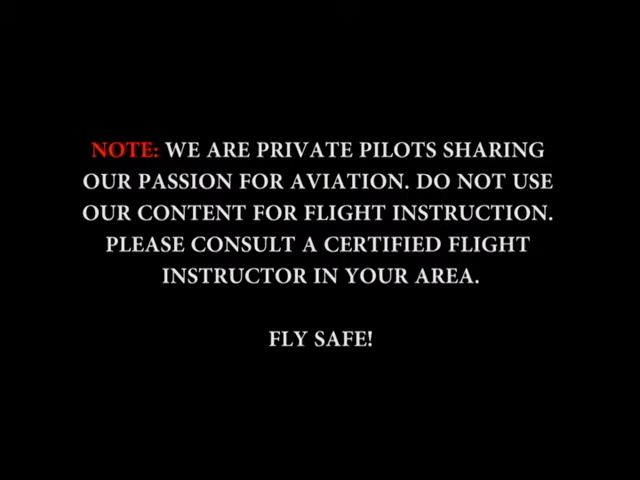 NOTE: WE ARE PRIVATE PILOTS SHARING
OUR PASSION FOR AVIATION. DO NOT USE
OUR CONTENT FOR FLIGHT INSTRUCTION.
PLEASE CONSULT A CERTIFIED FLIGHT
INSTRUCTOR IN YOUR AREA.
FLY SAFE!